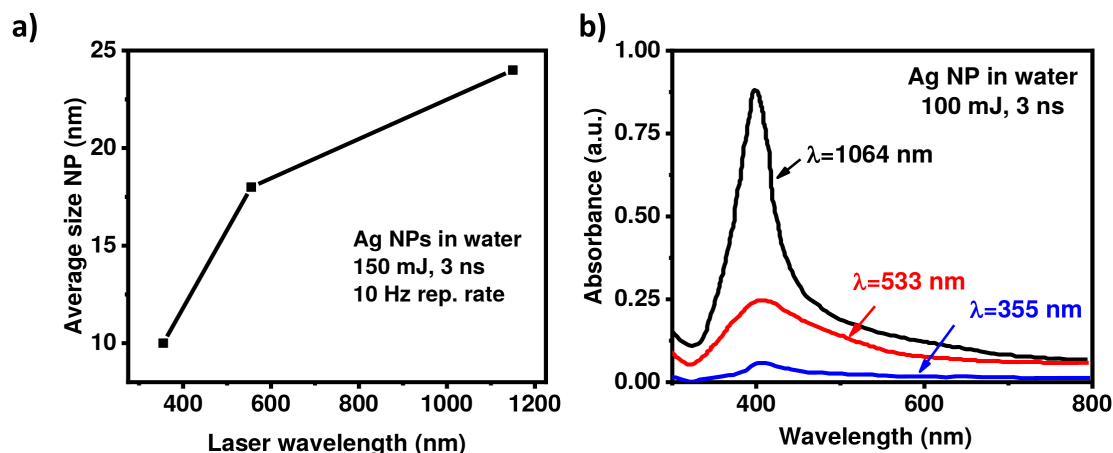 a)
25
20
15
10
400
600
800
1000
1200
Average size NP (nm)
Laser wavelength (nm)
Ag NPs in water
150 mJ, 3 ns
10 Hz rep. rate
b)
1.00
0.75
0.50
0.25
0.00
400
600
800
Absorbance (a.u.)
Wavelength (nm)
Ag NP in water
100 mJ, 3 ns
λ=1064 nm
λ=533 nm
λ=355 nm